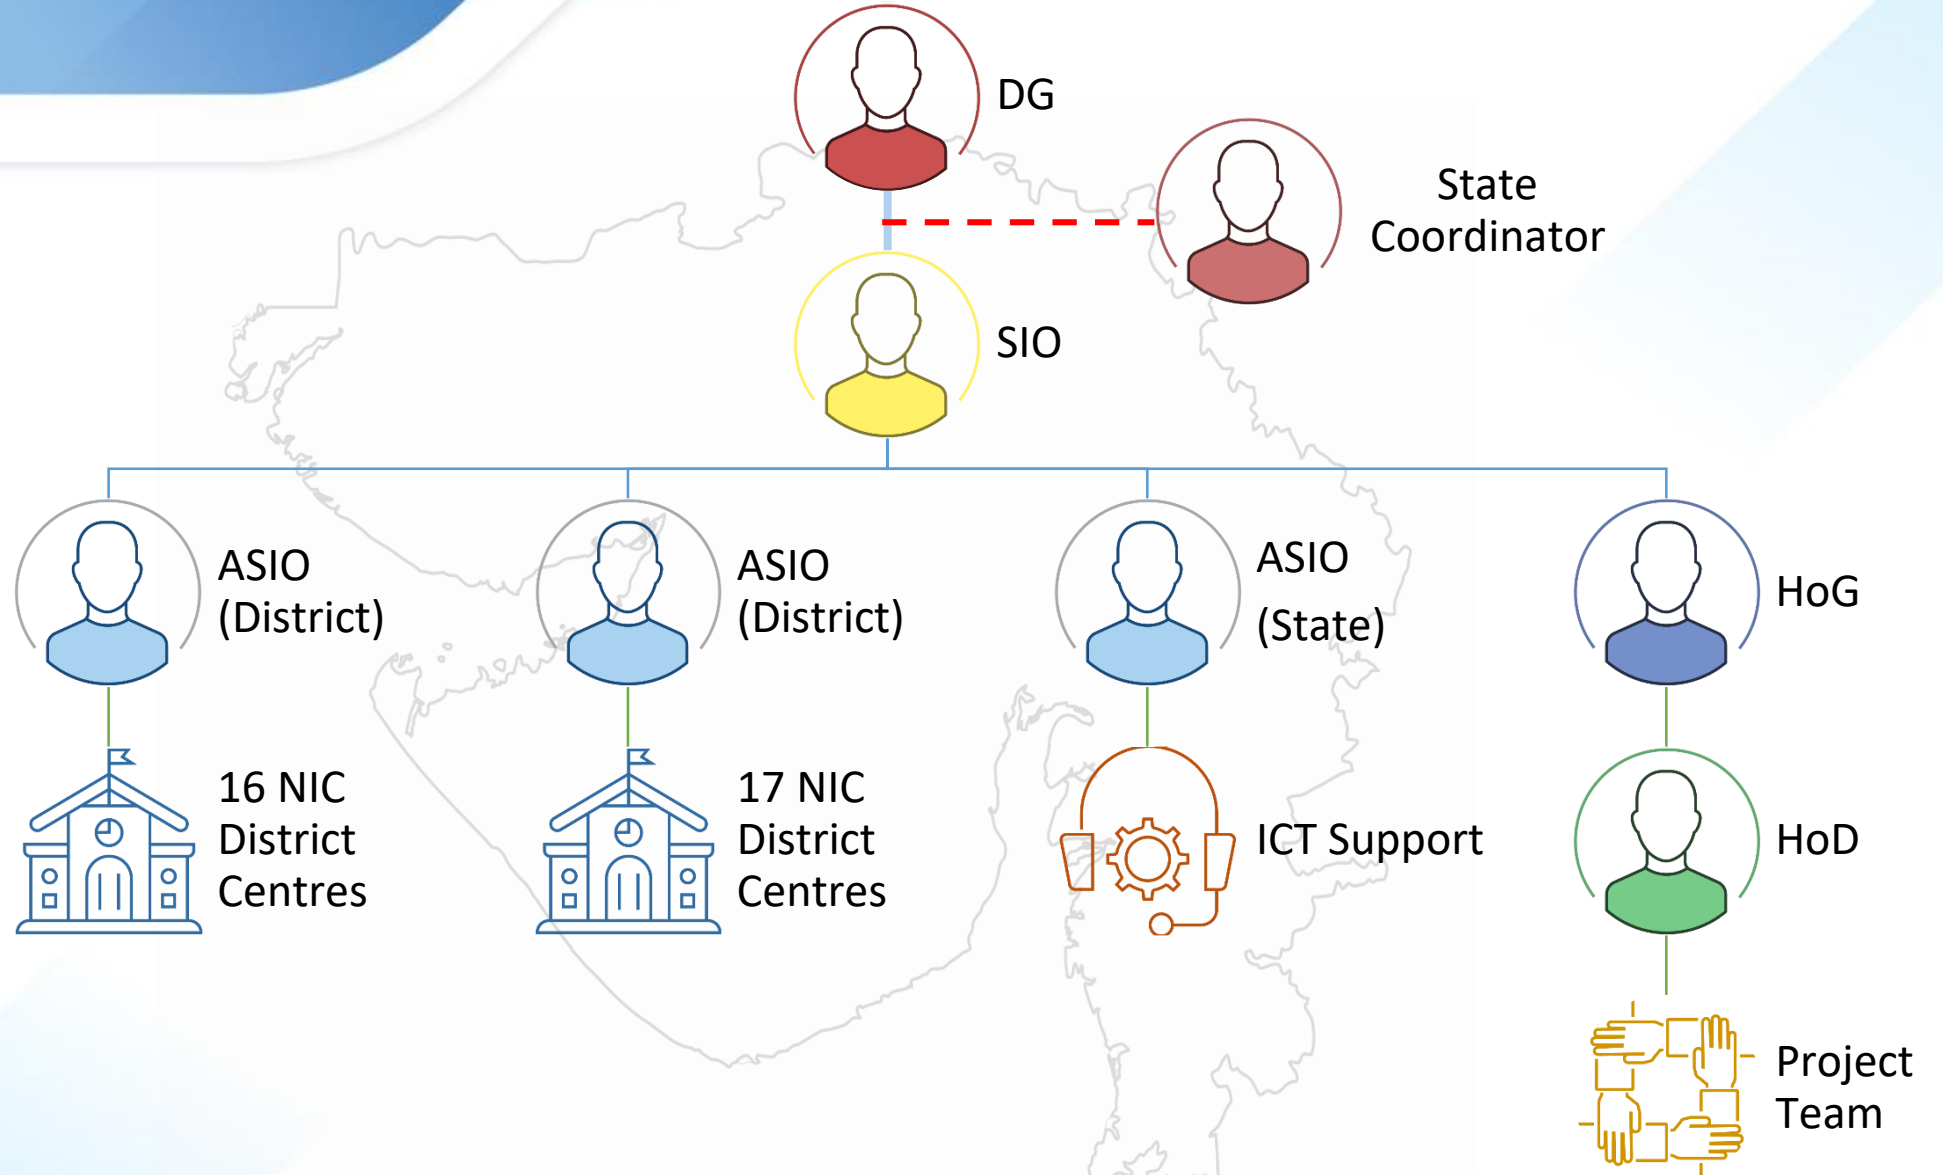 DG
State
Coordinator
SIO
ASIO
(District)
ASIO
(District)
ASIO
(State)
HoG
16 NIC
District
Centres
17 NIC
District
Centres
ICT Support
HoD
Project
Team